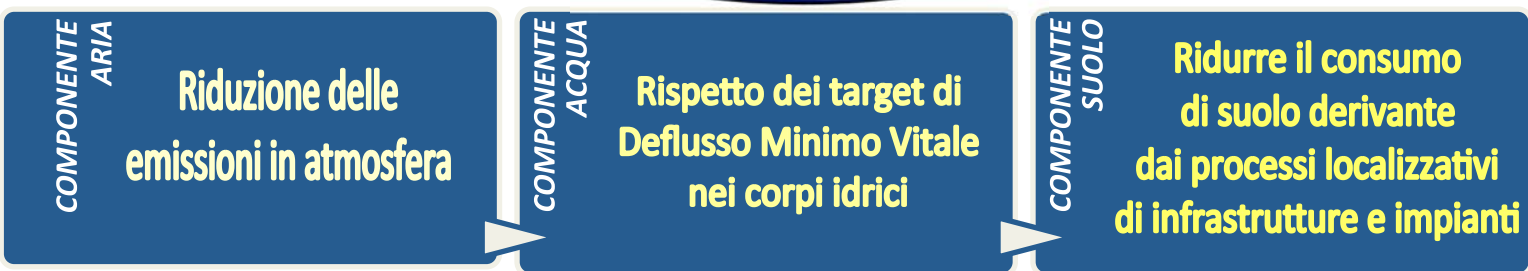 COMPONENTE
ARIA
Riduzione delle
emissioni in atmosfera
COMPONENTE
ACQUA
Rispetto dei target di
Deflusso Minimo Vitale
nei corpi idrici
COMPONENTE
SUOLO
Ridurre il consumo
di suolo derivante
dai processi localizzativi
di infrastrutture e impianti